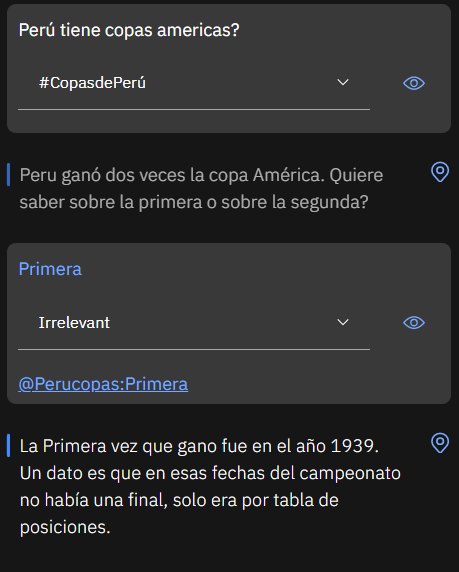 Perú tiene copas americas?
#CopasdePerú
Peru ganó dos veces la copa América. Quiere
saber sobre la primera o sobre la segunda?
Primera
Irrelevant
@Perucopas:Primera
La Primera vez que gano fue en el año 1939.
Un dato es que en esas fechas del campeonato
no había una final, solo era por tabla de
posiciones.